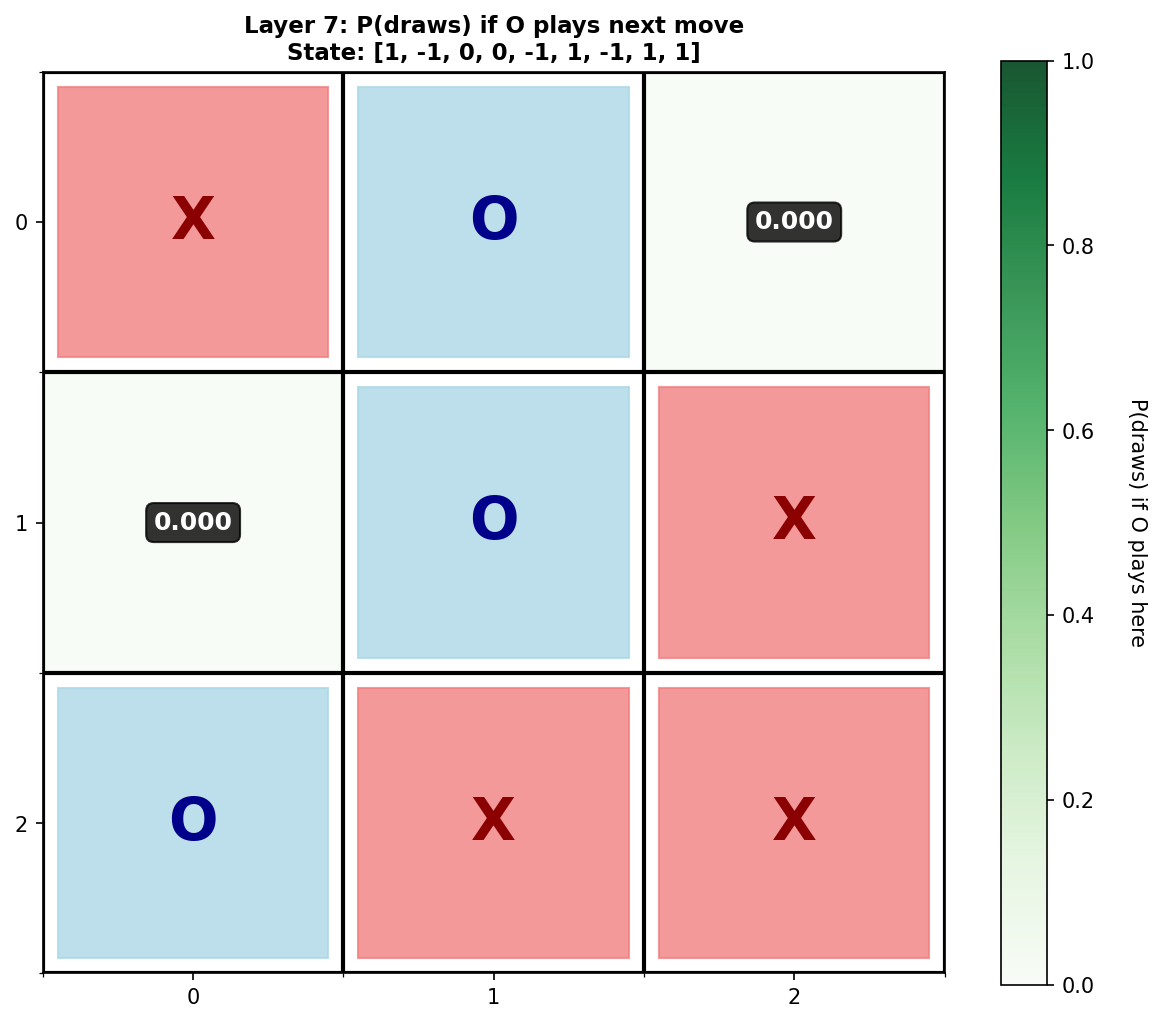 Layer 7: P(draws) if O plays next move
State: [1, -1, 0, 0, -1, 1, -1, 1, 1]
X
O
0.000
0.000
O
X
O
X
X
0
1
2
0
1
2
1.0
0.8
0.6
0.4
0.2
0.0
P(draws) if O plays here